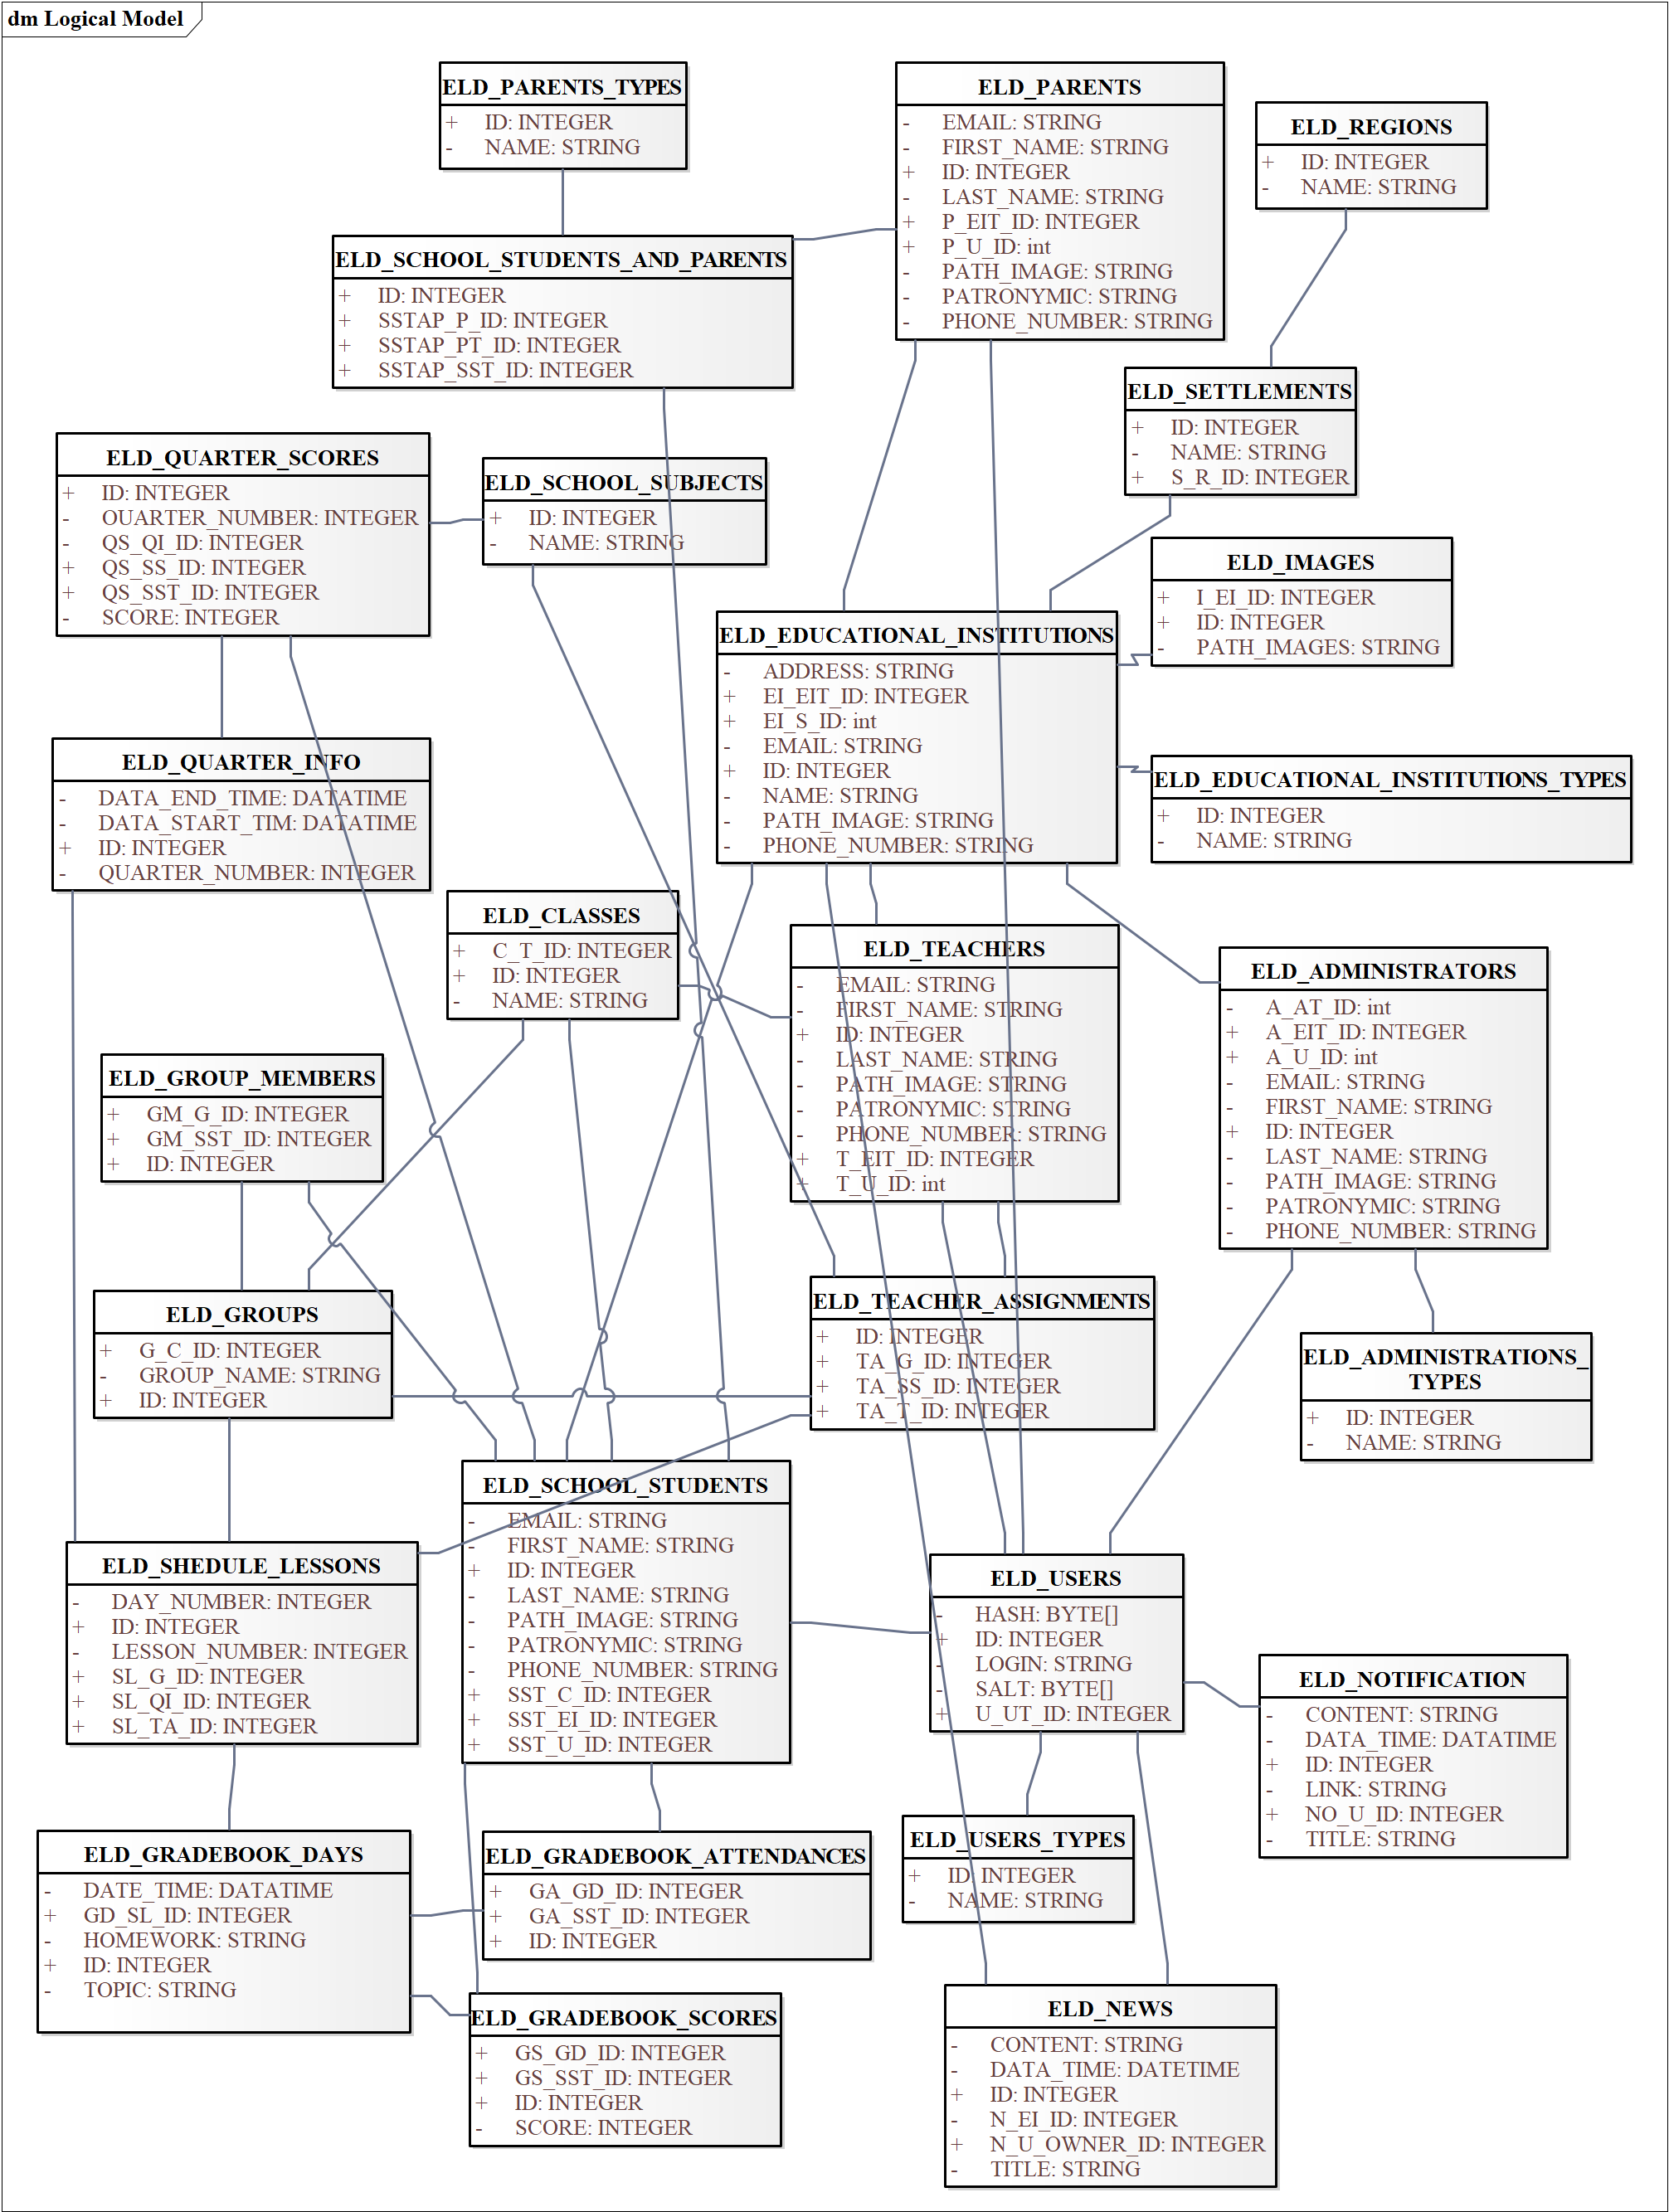 dm Logical Model
ELD_PARENTS_TYPES
+ ID: INTEGER
- NAME: STRING
ELD_PARENTS
- EMAIL: STRING
- FIRST_NAME: STRING
+ ID: INTEGER
- LAST_NAME: STRING
+ P_EIT_ID: INTEGER
+ P_U_ID: int
- PATH_IMAGE: STRING
- PATRONYMIC: STRING
- PHONE_NUMBER: STRING
ELD_REGIONS
+ ID: INTEGER
- NAME: STRING
ELD_SCHOOL_STUDENTS_AND_PARENTS
+ ID: INTEGER
+ SSTAP_P_ID: INTEGER
+ SSTAP_PT_ID: INTEGER
+ SSTAP_SST_ID: INTEGER
ELD_SETTLEMENTS
+ ID: INTEGER
- NAME: STRING
+ S_R_ID: INTEGER
ELD_QUARTER_SCORES
+ ID: INTEGER
- OUARTER_NUMBER: INTEGER
- QS_QI_ID: INTEGER
+ QS_SS_ID: INTEGER
+ QS_SST_ID: INTEGER
- SCORE: INTEGER
ELD_SCHOOL_SUBJECTS
+ ID: INTEGER
- NAME: STRING
ELD_IMAGES
+ I_EI_ID: INTEGER
+ ID: INTEGER
- PATH_IMAGES: STRING
ELD_EDUCATIONAL_INSTITUTIONS
- ADDRESS: STRING
+ EI_EIT_ID: INTEGER
+ EI_S_ID: int
- EMAIL: STRING
+ ID: INTEGER
- NAME: STRING
- PATH_IMAGE: STRING
- PHONE_NUMBER: STRING
ELD_QUARTER_INFO
- DATA_END_TIME: DATATIME
- DATA_START_TIM: DATATIME
+ ID: INTEGER
- QUARTER_NUMBER: INTEGER
ELD_EDUCATIONAL_INSTITUTIONS_TYPES
+ ID: INTEGER
- NAME: STRING
ELD_CLASSES
+ C_T_ID: INTEGER
+ ID: INTEGER
- NAME: STRING
ELD_TEACHERS
- EMAIL: STRING
- FIRST_NAME: STRING
+ ID: INTEGER
- LAST_NAME: STRING
- PATH_IMAGE: STRING
- PATRONYMIC: STRING
- PHONE_NUMBER: STRING
+ T_EIT_ID: INTEGER
+ T_U_ID: int
ELD_ADMINISTRATORS
- A_AT_ID: int
+ A_EIT_ID: INTEGER
+ A_U_ID: int
- EMAIL: STRING
- FIRST_NAME: STRING
+ ID: INTEGER
- LAST_NAME: STRING
- PATH_IMAGE: STRING
- PATRONYMIC: STRING
- PHONE_NUMBER: STRING
ELD_GROUP_MEMBERS
+ GM_G_ID: INTEGER
+ GM_SST_ID: INTEGER
+ ID: INTEGER
ELD_GROUPS
+ G_C_ID: INTEGER
- GROUP_NAME: STRING
+ ID: INTEGER
ELD_TEACHER_ASSIGNMENTS
+ ID: INTEGER
+ TA_G_ID: INTEGER
+ TA_SS_ID: INTEGER
+ TA_T_ID: INTEGER
ELD_ADMINISTRATIONS_
TYPES
+ ID: INTEGER
- NAME: STRING
ELD_SCHOOL_STUDENTS
- EMAIL: STRING
- FIRST_NAME: STRING
+ ID: INTEGER
- LAST_NAME: STRING
- PATH_IMAGE: STRING
- PATRONYMIC: STRING
- PHONE_NUMBER: STRING
+ SST_C_ID: INTEGER
+ SST_EI_ID: INTEGER
+ SST_U_ID: INTEGER
ELD_SHEDULE_LESSONS
- DAY_NUMBER: INTEGER
+ ID: INTEGER
- LESSON_NUMBER: INTEGER
+ SL_G_ID: INTEGER
+ SL_QI_ID: INTEGER
+ SL_TA_ID: INTEGER
ELD_USERS
- HASH: BYTE[]
+ ID: INTEGER
- LOGIN: STRING
- SALT: BYTE[]
+ U_UT_ID: INTEGER
ELD_NOTIFICATION
- CONTENT: STRING
- DATA_TIME: DATATIME
+ ID: INTEGER
- LINK: STRING
+ NO_U_ID: INTEGER
- TITLE: STRING
ELD_USERS_TYPES
+ ID: INTEGER
- NAME: STRING
ELD_GRADEBOOK_DAYS
- DATE_TIME: DATATIME
+ GD_SL_ID: INTEGER
- HOMEWORK: STRING
+ ID: INTEGER
- TOPIC: STRING
ELD_GRADEBOOK_ATTENDANCES
+ GA_GD_ID: INTEGER
+ GA_SST_ID: INTEGER
+ ID: INTEGER
ELD_GRADEBOOK_SCORES
+ GS_GD_ID: INTEGER
+ GS_SST_ID: INTEGER
+ ID: INTEGER
- SCORE: INTEGER
ELD_NEWS
- CONTENT: STRING
- DATA_TIME: DATETIME
+ ID: INTEGER
- N_EI_ID: INTEGER
+ N_U_OWNER_ID: INTEGER
- TITLE: STRING